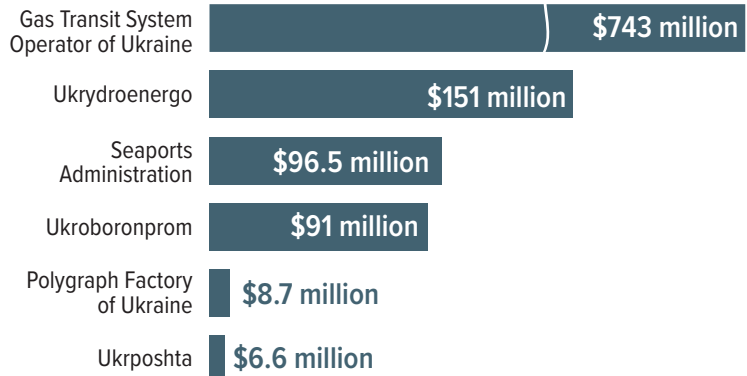 Gas Transit System
Operator of Ukraine
$743 million
Ukrydroenergo
$151 million
Seaports
Administration
$96.5 million
Ukroboronprom
$91 million
Polygraph Factory
of Ukraine
$8.7 million
Ukrposhta
$6.6 million